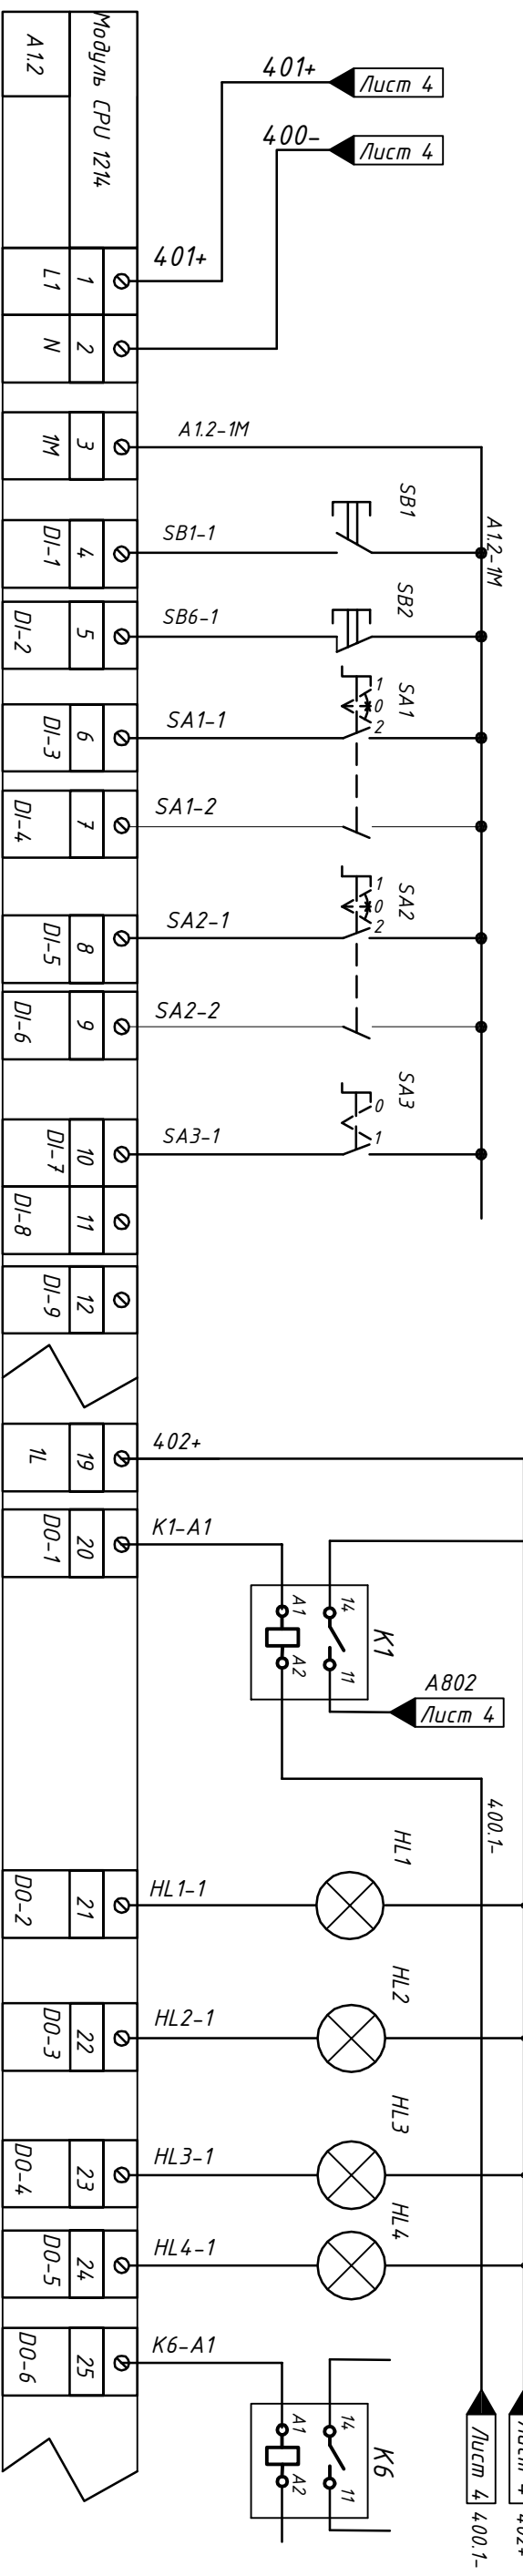 Модуль CPU 1214
A1.2
401+
Лист 4
400-
Лист 4
401+
1
L1
2
N
3
1M
A1.2-1M
A1.2-1M
4
DI-1
SB1-1
SB1
5
DI-2
SB6-1
SB2
6
DI-3
SA1-1
SA1
1
0
2
7
DI-4
SA1-2
8
DI-5
SA2-1
SA2
1
0
2
9
DI-6
SA2-2
10
DI-7
SA3-1
SA3
0
1
11
DI-8
12
DI-9
19
1L
402+
20
DO-1
K1-A1
A1
A2
14
11
K1
A802
Лист 4
400.1-
21
DO-2
HL1-1
HL1
22
DO-3
HL2-1
HL2
23
DO-4
HL3-1
HL3
24
DO-5
HL4-1
HL4
25
DO-6
K6-A1
A1
A2
14
11
K6
Лист 4
400.1-